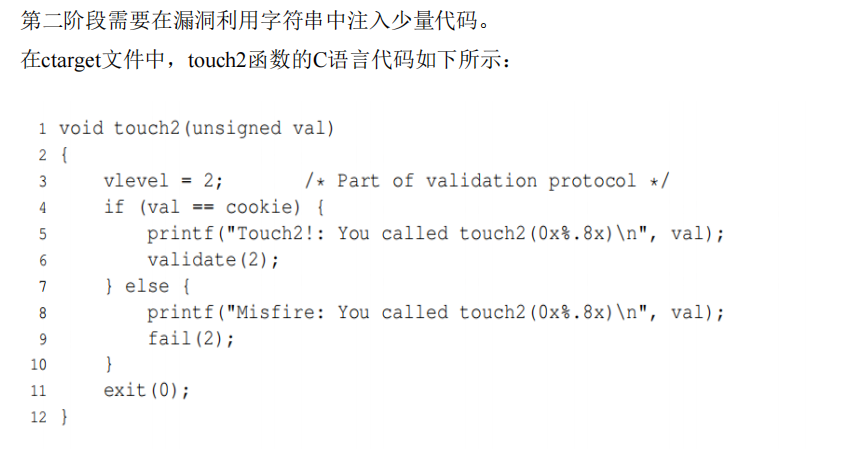 第二阶段需要在漏洞利用字符串中注入少量代码。
在ctarget文件中，touch2函数的C语言代码如下所示：
1 void touch2(unsigned val)
2 {
3     vlevel = 2;       /* Part of validation protocol */
4     if (val == cookie) {
5         printf("Touch2!: You called touch2(0x%.8x)\n", val);
6         validate(2);
7     } else {
8         printf("Misfire: You called touch2(0x%.8x)\n", val);
9         fail(2);
10     }
11     exit(0);
12 }